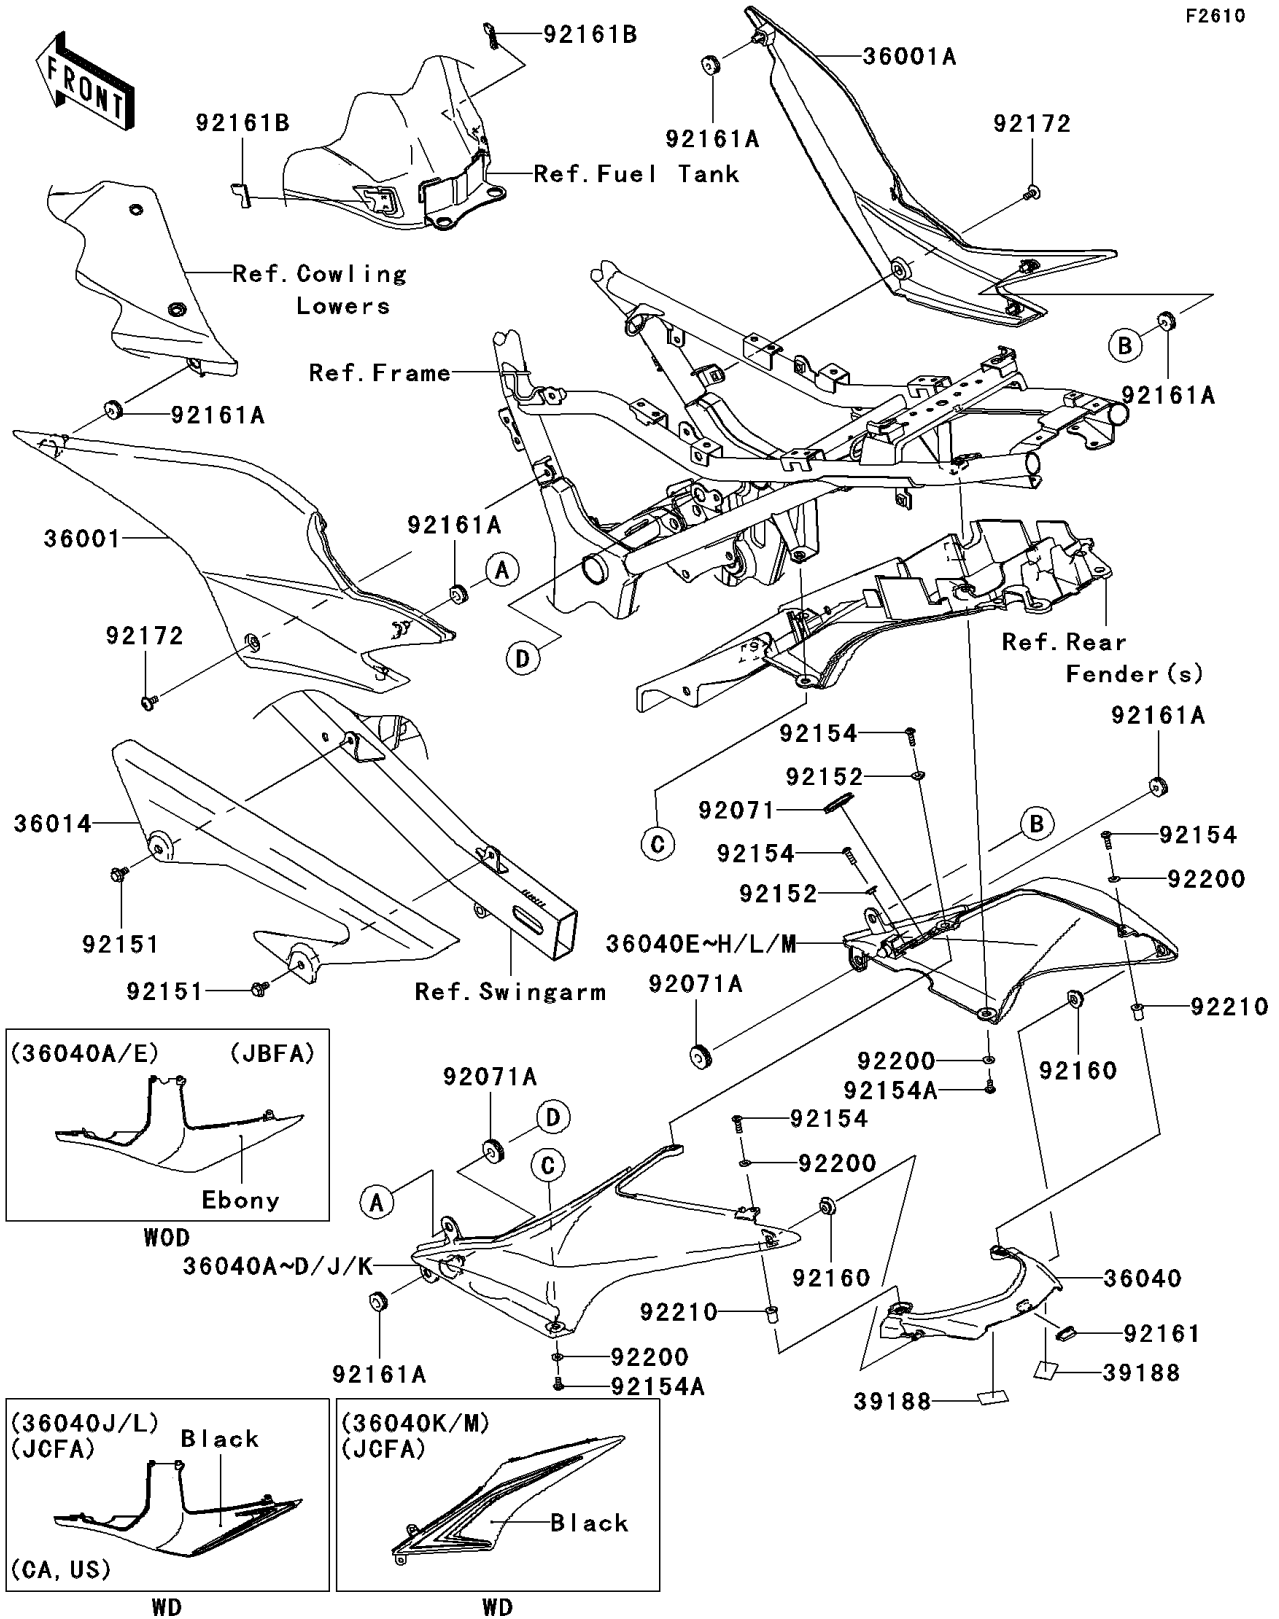 F2610
FRONT
92161B
36001A
92161B
92161A
92172
Ref.Fuel Tank
Ref.Cowling
Lowers
B
Ref.Frame
92161A
92161A
92161A
36001
A
D
92172
Ref.Rear
Fender(s)
92161A
92154
92152
92071
36014
C
B
92154
92154
92200
92152
92151
36040E~H/L/M
92071A
92151
Ref.Swingarm
92210
(36040A/E) (JBFA)
92200
92160
92071A
92154A
D
92154
C
92200
Ebony
A
WOD
36040A~D/J/K
92160
36040
92210
92161
92200
92161A
92154A
39188
39188
(36040J/L)
(JCFA)
Black
(CA,US)
WD
(36040K/M)
(JCFA)
Black
WD